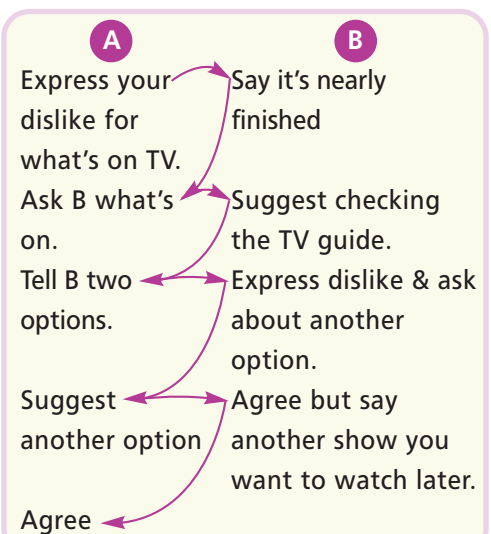 A
B
Express your
dislike for
what's on TV.
Say it's nearly
finished
Ask B what's
on.
Suggest checking
the TV guide.
Tell B two
options.
Express dislike & ask
about another
option.
Suggest
another option
Agree but say
another show you
want to watch later.
Agree